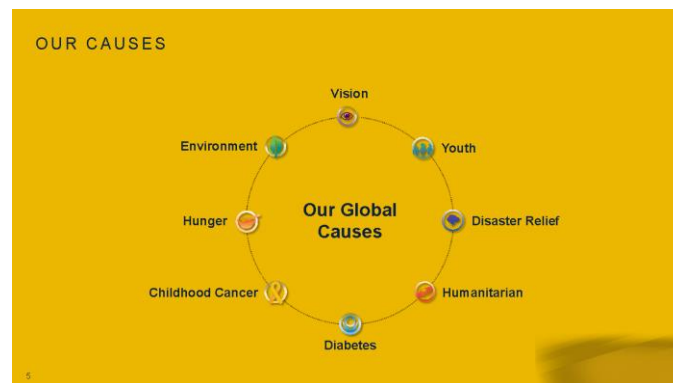 OUR CAUSES
Vision
Environment
Youth
Hunger
Our Global
Causes
Disaster Relief
Childhood Cancer
Humanitarian
Diabetes
5